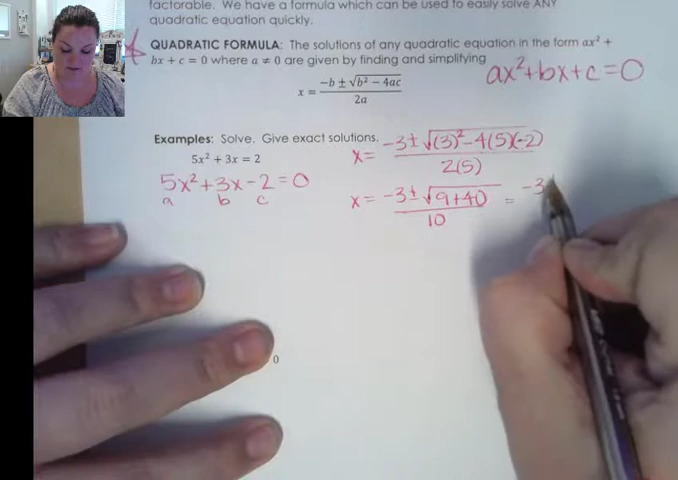 factorable. We have a formula which can be used to easily solve ANY
quadratic equation quickly.
QUADRATIC FORMULA: The solutions of any quadratic equation in the form ax² +
bx + c = 0 where a ≠ 0 are given by finding and simplifying
x = (-b ± √(b² - 4ac)) / 2a
ax²+bx+c=0
Examples: Solve. Give exact solutions.
5x² + 3x = 2
5x²+3x-2=0
a b c
x= (-3±√((3)²-4(5)(-2))) / 2(5)
x= (-3±√(9+40)) / 10 = -3
0